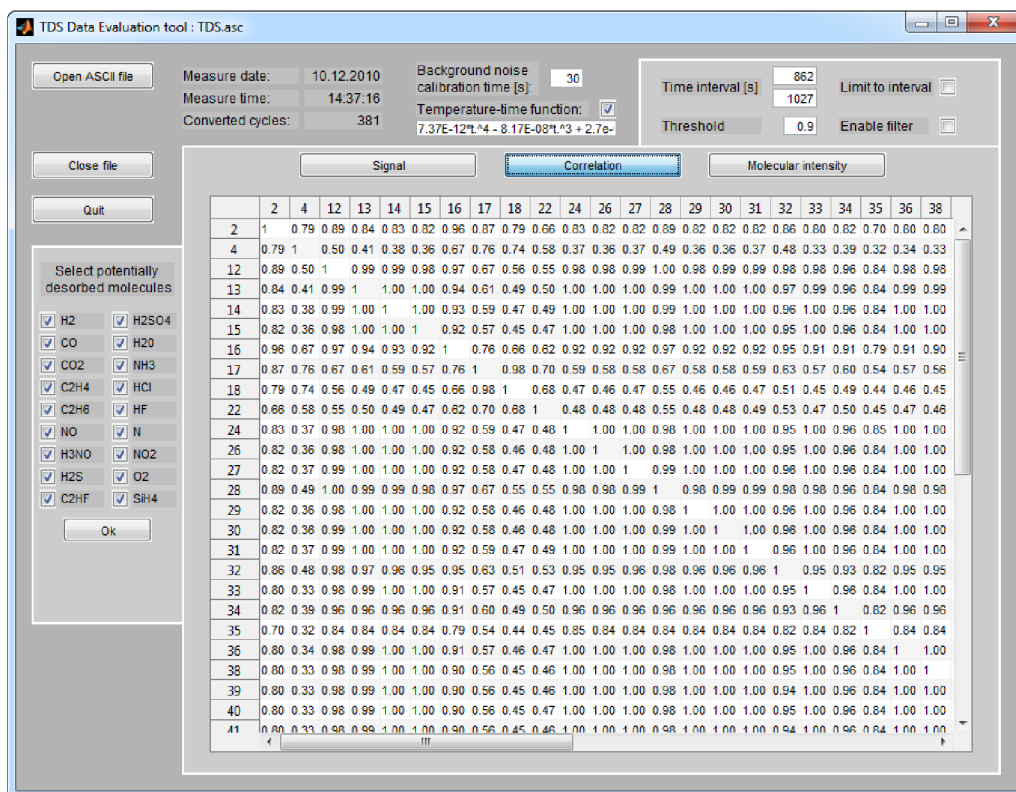 TDS Data Evaluation tool : TDS.asc
Open ASCII file
Close file
Quit
Measure date: 10.12.2010
Measure time: 14:37:16
Converted cycles: 381
Background noise
calibration time [s]: 30
Temperature-time function:
7.37E-12*t.^4 - 8.17E-08*t.^3 + 2.7e-
Time interval [s] 862
1027
Limit to interval
Threshold 0.9
Enable filter
Signal Correlation Molecular intensity
Select potentially
desorbed molecules
H2 H2SO4
CO H20
CO2 NH3
C2H4 HCl
C2H6 HF
NO N
H3NO NO2
H2S O2
C2HF SiH4
Ok
2 4 12 13 14 15 16 17 18 22 24 26 27 28 29 30 31 32 33 34 35 36 38
2 1 0.79 0.89 0.84 0.83 0.82 0.96 0.87 0.79 0.66 0.83 0.82 0.82 0.89 0.82 0.82 0.82 0.86 0.80 0.82 0.70 0.80 0.80
4 0.79 1 0.50 0.41 0.38 0.36 0.67 0.76 0.74 0.58 0.37 0.36 0.37 0.49 0.36 0.36 0.37 0.48 0.33 0.39 0.32 0.34 0.33
12 0.89 0.50 1 0.99 0.99 0.98 0.97 0.67 0.56 0.55 0.98 0.98 0.99 1.00 0.98 0.99 0.99 0.98 0.98 0.96 0.84 0.98 0.98
13 0.84 0.41 0.99 1 1.00 1.00 0.94 0.61 0.49 0.50 1.00 1.00 1.00 0.99 1.00 1.00 1.00 0.97 0.99 0.96 0.84 0.99 0.99
14 0.83 0.38 0.99 1.00 1 1.00 0.93 0.59 0.47 0.49 1.00 1.00 1.00 0.99 1.00 1.00 1.00 0.96 1.00 0.96 0.84 1.00 1.00
15 0.82 0.36 0.98 1.00 1.00 1 0.92 0.57 0.45 0.47 1.00 1.00 1.00 0.98 1.00 1.00 1.00 0.95 1.00 0.96 0.84 1.00 1.00
16 0.96 0.67 0.97 0.94 0.93 0.92 1 0.76 0.66 0.62 0.92 0.92 0.92 0.97 0.92 0.92 0.92 0.95 0.91 0.91 0.79 0.91 0.90
17 0.87 0.76 0.67 0.61 0.59 0.57 0.76 1 0.98 0.70 0.59 0.58 0.58 0.67 0.58 0.58 0.59 0.63 0.57 0.60 0.54 0.57 0.56
18 0.79 0.74 0.56 0.49 0.47 0.45 0.66 0.98 1 0.68 0.47 0.46 0.47 0.55 0.46 0.46 0.47 0.51 0.45 0.49 0.44 0.46 0.45
22 0.66 0.58 0.55 0.50 0.49 0.47 0.62 0.70 0.68 1 0.48 0.48 0.48 0.55 0.48 0.48 0.49 0.53 0.47 0.50 0.45 0.47 0.46
24 0.83 0.37 0.98 1.00 1.00 1.00 0.92 0.59 0.47 0.48 1 1.00 1.00 0.98 1.00 1.00 1.00 0.95 1.00 0.96 0.85 1.00 1.00
26 0.82 0.36 0.98 1.00 1.00 1.00 0.92 0.58 0.46 0.48 1.00 1 1.00 0.98 1.00 1.00 1.00 0.95 1.00 0.96 0.84 1.00 1.00
27 0.82 0.37 0.99 1.00 1.00 1.00 0.92 0.58 0.47 0.48 1.00 1.00 1 0.99 1.00 1.00 1.00 0.96 1.00 0.96 0.84 1.00 1.00
28 0.89 0.49 1.00 0.99 0.99 0.98 0.97 0.67 0.55 0.55 0.98 0.98 0.99 1 0.98 0.99 0.99 0.98 0.98 0.96 0.84 0.98 0.98
29 0.82 0.36 0.98 1.00 1.00 1.00 0.92 0.58 0.46 0.48 1.00 1.00 1.00 0.98 1 1.00 1.00 0.96 1.00 0.96 0.84 1.00 1.00
30 0.82 0.36 0.99 1.00 1.00 1.00 0.92 0.58 0.46 0.48 1.00 1.00 1.00 0.99 1.00 1 1.00 0.96 1.00 0.96 0.84 1.00 1.00
31 0.82 0.37 0.99 1.00 1.00 1.00 0.92 0.59 0.47 0.49 1.00 1.00 1.00 0.99 1.00 1.00 1 0.96 1.00 0.96 0.84 1.00 1.00
32 0.86 0.48 0.98 0.97 0.96 0.95 0.95 0.63 0.51 0.53 0.95 0.95 0.96 0.98 0.96 0.96 0.96 1 0.95 0.93 0.82 0.95 0.95
33 0.80 0.33 0.98 0.99 1.00 1.00 0.91 0.57 0.45 0.47 1.00 1.00 1.00 0.98 1.00 1.00 1.00 0.95 1 0.96 0.84 1.00 1.00
34 0.82 0.39 0.96 0.96 0.96 0.96 0.91 0.60 0.49 0.50 0.96 0.96 0.96 0.96 0.96 0.96 0.96 0.93 0.96 1 0.82 0.96 0.96
35 0.70 0.32 0.84 0.84 0.84 0.84 0.79 0.54 0.44 0.45 0.85 0.84 0.84 0.84 0.84 0.84 0.84 0.82 0.84 0.82 1 0.84 0.84
36 0.80 0.34 0.98 0.99 1.00 1.00 0.91 0.57 0.46 0.47 1.00 1.00 1.00 0.98 1.00 1.00 1.00 0.95 1.00 0.96 0.84 1 1.00
38 0.80 0.33 0.98 0.99 1.00 1.00 0.90 0.56 0.45 0.46 1.00 1.00 1.00 0.98 1.00 1.00 1.00 0.95 1.00 0.96 0.84 1.00 1
39 0.80 0.33 0.98 0.99 1.00 1.00 0.90 0.56 0.45 0.46 1.00 1.00 1.00 0.98 1.00 1.00 1.00 0.94 1.00 0.96 0.84 1.00 1.00
40 0.80 0.33 0.98 0.99 1.00 1.00 0.90 0.56 0.45 0.47 1.00 1.00 1.00 0.98 1.00 1.00 1.00 0.95 1.00 0.96 0.84 1.00 1.00
41 0.80 0.33 0.98 0.99 1.00 1.00 0.90 0.56 0.45 0.46 1.00 1.00 1.00 0.98 1.00 1.00 1.00 0.94 1.00 0.96 0.84 1.00 1.00